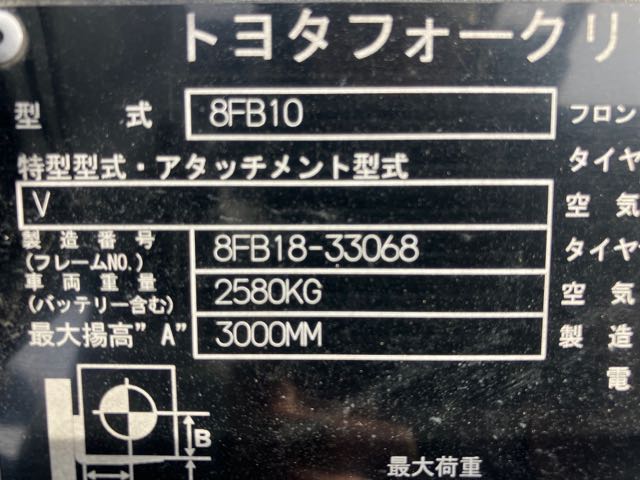 トヨタフォークリ
型 式 8FB10 フロン
特型型式・アタッチメント型式 タイヤ
V 空 気
製造番号
(フレームNO.) 8FB18-33068 タイヤ
車両重量
(バッテリー含む) 2580KG 空 気
最大揚高"A" 3000MM 製 造
電
B
最大荷重